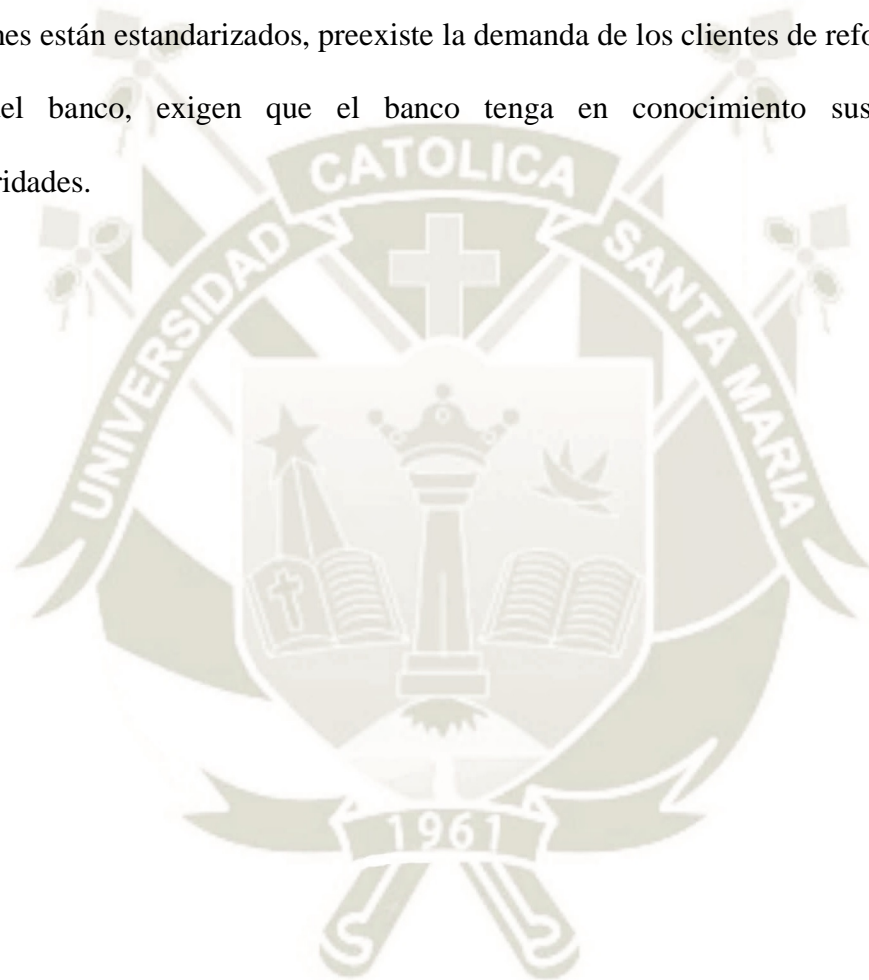 nes están estandarizados, preexiste la demanda de los clientes de refo
el banco, exigen que el banco tenga en conocimiento sus
ridades.
UNIVERSIDAD CATOLICA SANTA MARIA
1961